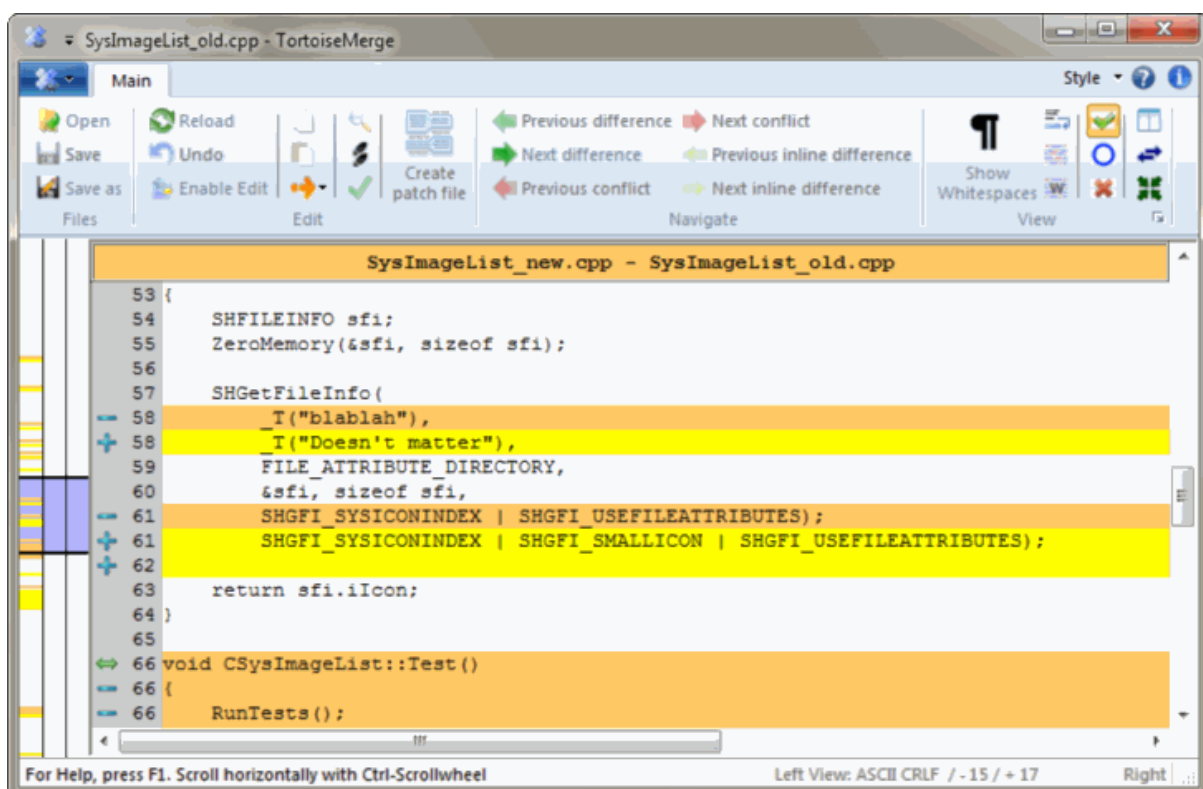 SysImageList_old.cpp - TortoiseMerge
Main
Style
Open
Reload
Previous difference
Next conflict
Save
Undo
Next difference
Previous inline difference
Save as
Enable Edit
Create
patch file
Previous conflict
Next inline difference
Show
Whitespaces
Files
Edit
Navigate
View
SysImageList_new.cpp - SysImageList_old.cpp
53 {
54 SHFILEINFO sfi;
55 ZeroMemory(&sfi, sizeof sfi);
56
57 SHGetFileInfo(
58 _T("blablah"),
58 _T("Doesn't matter"),
59 FILE_ATTRIBUTE_DIRECTORY,
60 &sfi, sizeof sfi,
61 SHGFI_SYSICONINDEX | SHGFI_USEFILEATTRIBUTES);
61 SHGFI_SYSICONINDEX | SHGFI_SMALLICON | SHGFI_USEFILEATTRIBUTES);
62
63 return sfi.iIcon;
64 }
65
66 void CSysImageList::Test()
66 {
66 RunTests();
For Help, press F1. Scroll horizontally with Ctrl-Scrollwheel
Left View: ASCII CRLF / - 15 / + 17
Right